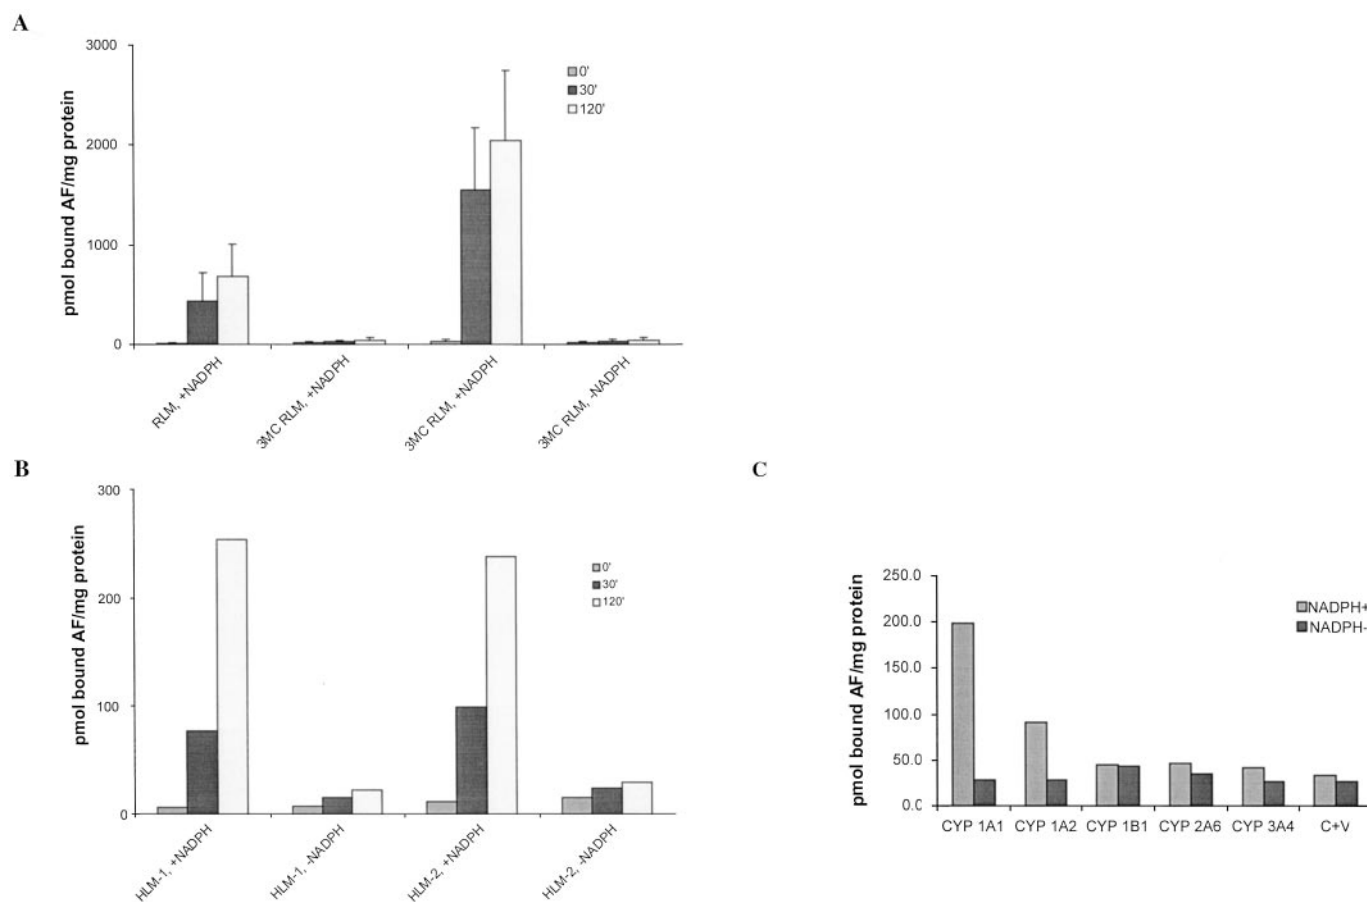 A
3000
2000
1000
0
pmol bound AF/mg protein
0'
30'
120'
RLM, +NADPH
3MC RLM, +NADPH
3MC RLM, +NADPH
3MC RLM, -NADPH
B
300
200
100
0
pmol bound AF/mg protein
0'
30'
120'
HLM-1, +NADPH
HLM-1, -NADPH
HLM-2, +NADPH
HLM-2, -NADPH
C
250.0
200.0
150.0
100.0
50.0
0.0
pmol bound AF/mg protein
NADPH+
NADPH-
CYP 1A1 CYP 1A2 CYP 1B1 CYP 2A6 CYP 3A4 C+V